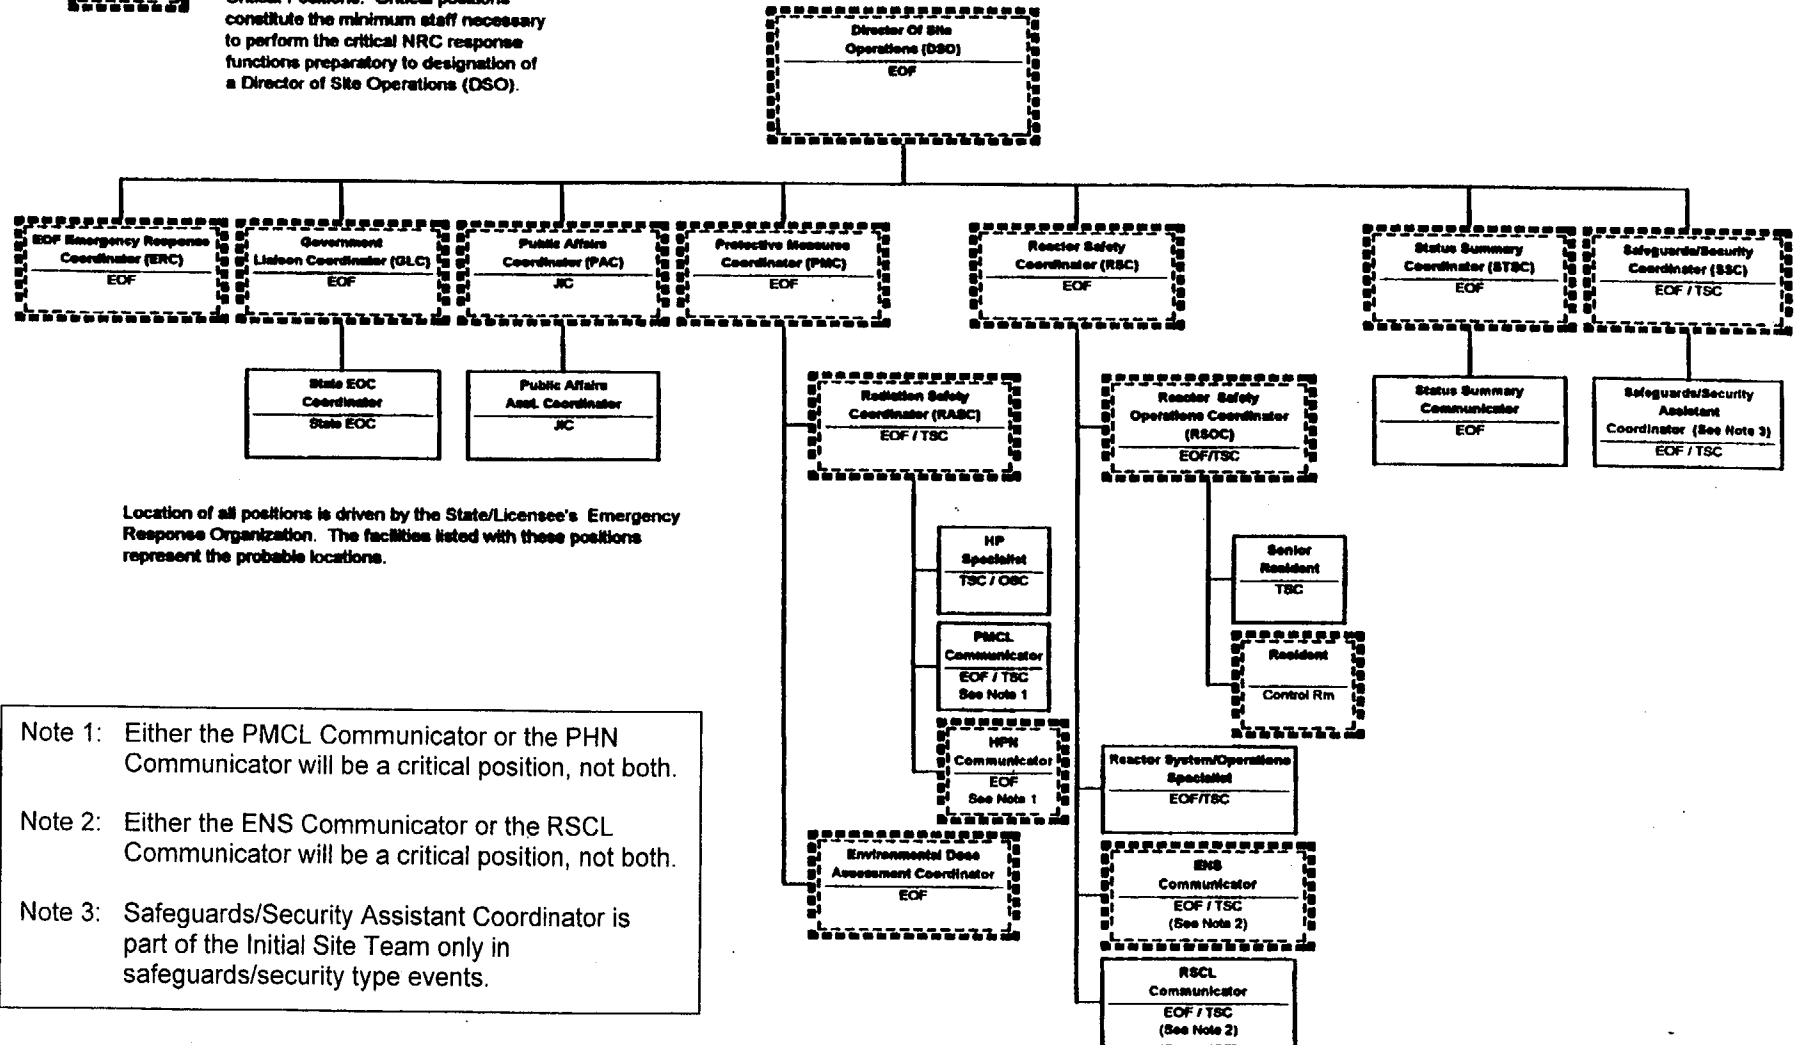 Critical Positions. Critical positions
constitute the minimum staff necessary
to perform the critical NRC response
functions preparatory to designation of
a Director of Site Operations (DSO).
Director Of Site
Operations (DSO)
EOF
EOF Emergency Response
Coordinator (ERC)
EOF
Government
Liaison Coordinator (GLC)
EOF
Public Affairs
Coordinator (PAC)
JIC
Protective Measures
Coordinator (PMC)
EOF
Reactor Safety
Coordinator (RSC)
EOF
Status Summary
Coordinator (STSC)
EOF
Safeguards/Security
Coordinator (SSC)
EOF / TSC
State EOC
Coordinator
State EOC
Public Affairs
Asst. Coordinator
JIC
Radiation Safety
Coordinator (RASC)
EOF / TSC
Reactor Safety
Operations Coordinator
(RSOC)
EOF/TSC
Status Summary
Communicator
EOF
Safeguards/Security
Assistant
Coordinator (See Note 3)
EOF / TSC
Location of all positions is driven by the State/Licensee's Emergency
Response Organization. The facilities listed with these positions
represent the probable locations.
HP
Specialist
TSC / OSC
Senior
Resident
TSC
PMCL
Communicator
EOF / TSC
See Note 1
Resident
Control Rm
HPN
Communicator
EOF
See Note 1
Reactor System/Operations
Specialist
EOF/TSC
Environmental Dose
Assessment Coordinator
EOF
ENS
Communicator
EOF / TSC
(See Note 2)
RSCL
Communicator
EOF / TSC
(See Note 2)
Note 1: Either the PMCL Communicator or the PHN
Communicator will be a critical position, not both.
Note 2: Either the ENS Communicator or the RSCL
Communicator will be a critical position, not both.
Note 3: Safeguards/Security Assistant Coordinator is
part of the Initial Site Team only in
safeguards/security type events.